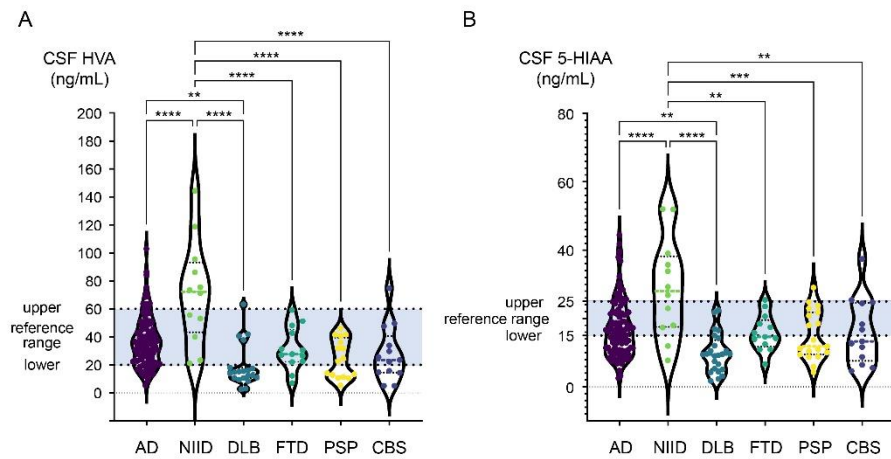 A
CSF HVA
(ng/mL)
****
****
****
****
**
****
****
200
180
160
140
120
100
80
60
40
20
0
upper
reference
range
lower
AD NIID DLB FTD PSP CBS
B
CSF 5-HIAA
(ng/mL)
**
***
**
**
****
****
80
60
40
25
15
0
upper
reference range
lower
AD NIID DLB FTD PSP CBS